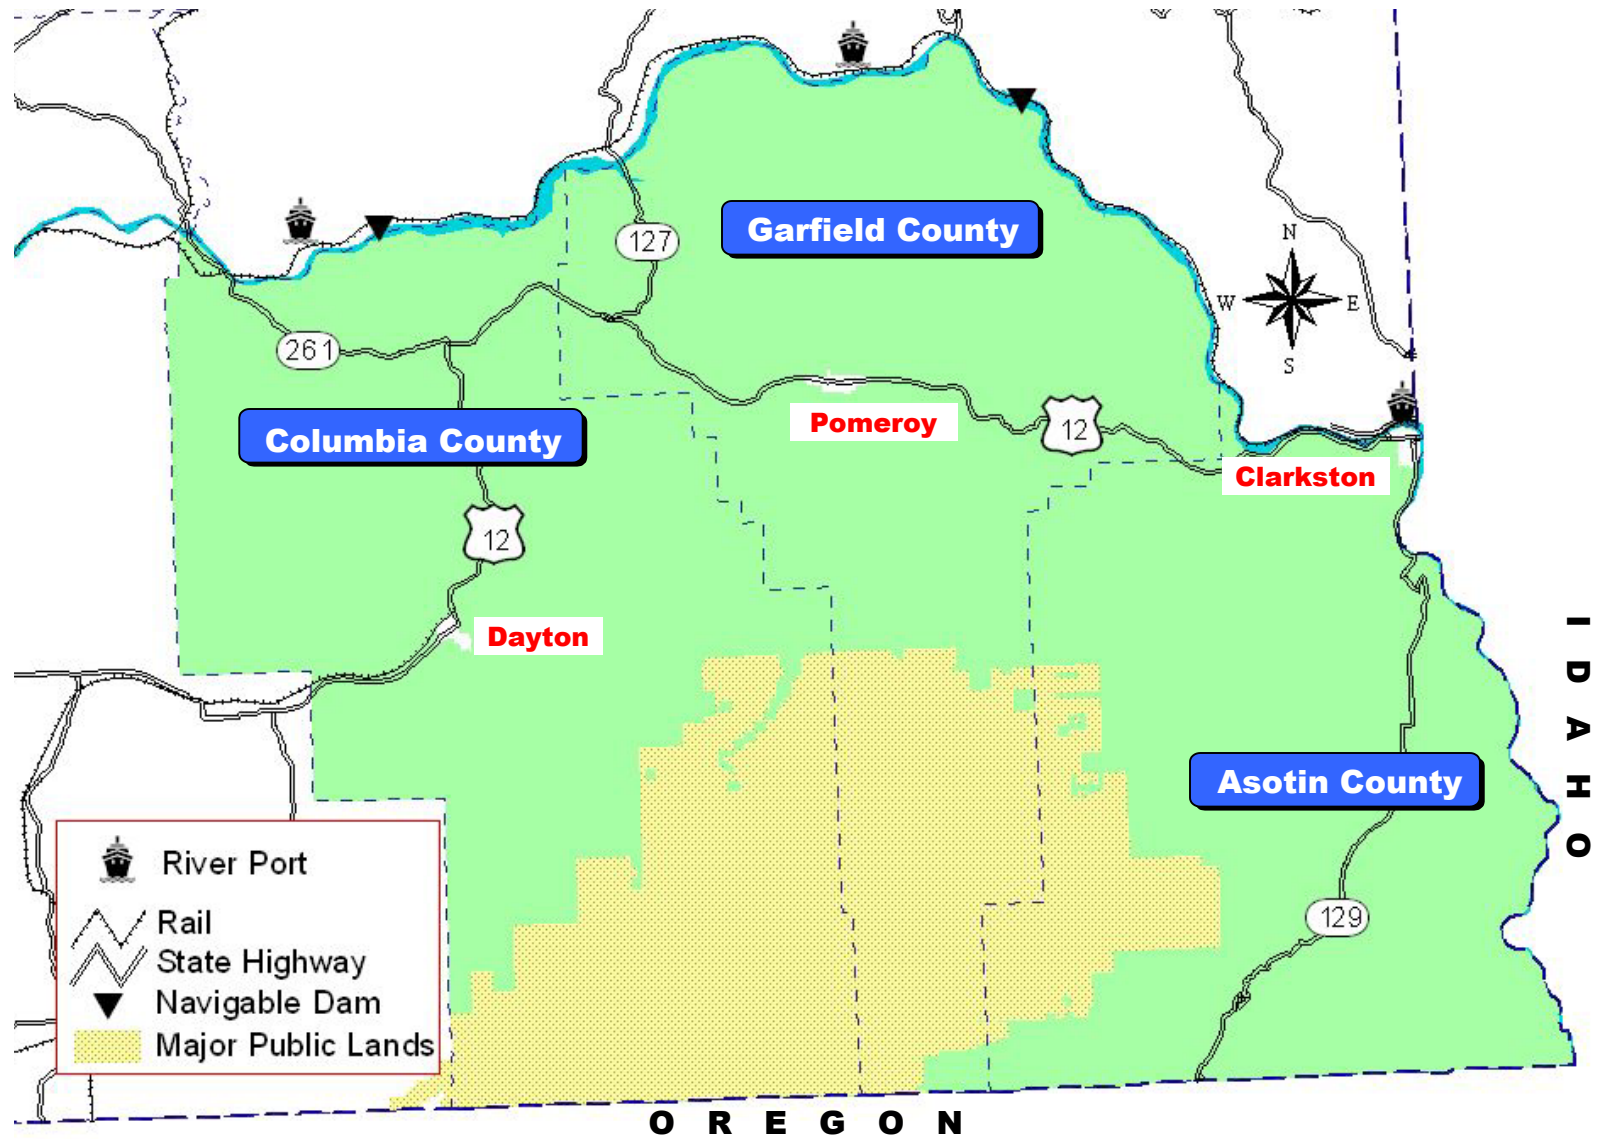 Garfield County
127
N
W
E
S
261
Columbia County
Pomeroy
12
Clarkston
12
Dayton
IDAHO
Asotin County
129
River Port
Rail
State Highway
Navigable Dam
Major Public Lands
OREGON